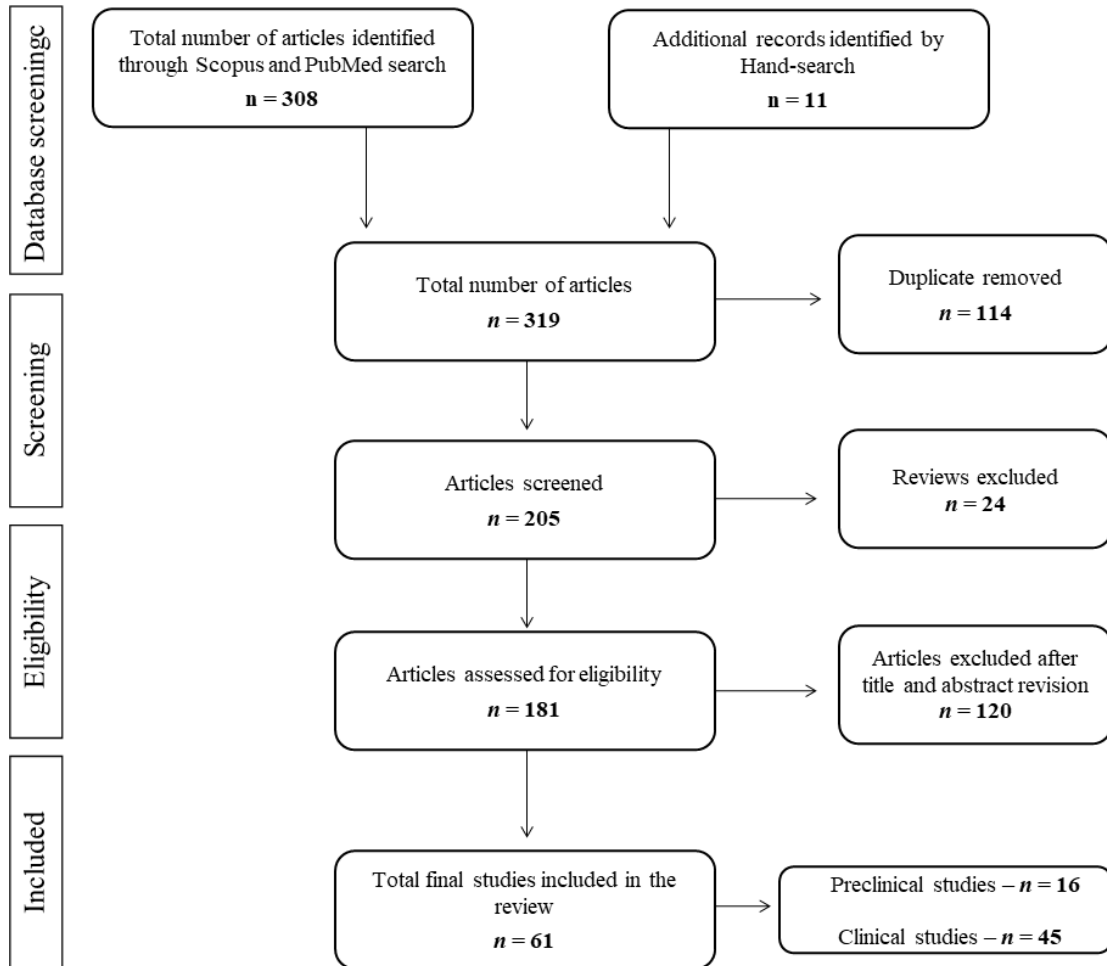 Database screeningc
Total number of articles identified
through Scopus and PubMed search
n = 308
Additional records identified by
Hand-search
n = 11
Total number of articles
n = 319
Duplicate removed
n = 114
Screening
Articles screened
n = 205
Reviews excluded
n = 24
Eligibility
Articles assessed for eligibility
n = 181
Articles excluded after
title and abstract revision
n = 120
Included
Total final studies included in the
review
n = 61
Preclinical studies – n = 16
Clinical studies – n = 45